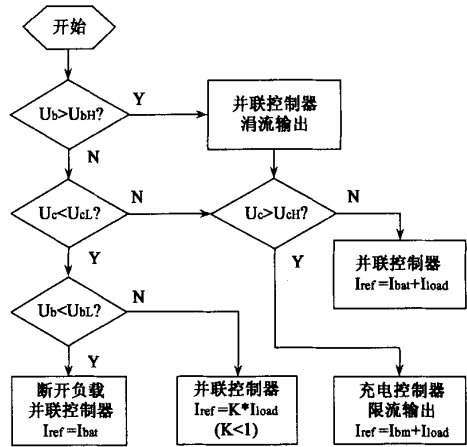 开始
Ub>UbH?
Y
并联控制器
涓流输出
N
Uc<UcL?
N
Uc>UcH?
N
Y
Y
并联控制器
Iref=Ibat+Iload
Ub<UbL?
N
Y
断开负载
并联控制器
Iref=Ibat
并联控制器
Iref=K*Iload
(K<1)
充电控制器
限流输出
Iref=Ibm+Iload